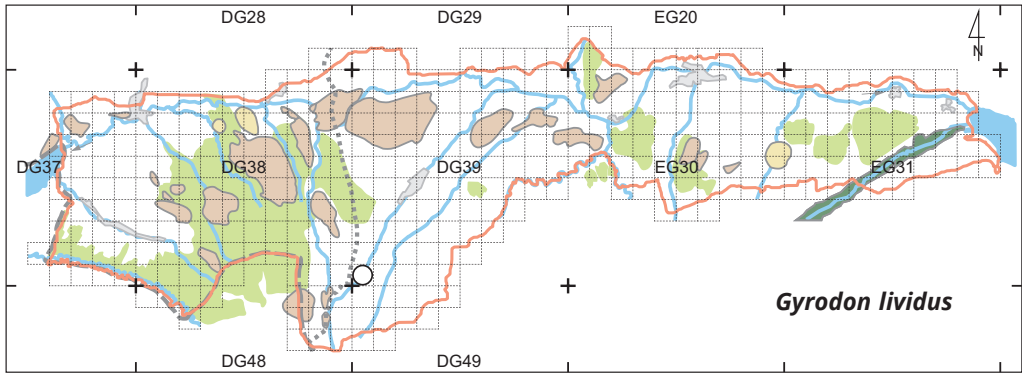 DG28 DG29 EG20
N
DG37 DG38 DG39 EG30 EG31
Gyrodon lividus
DG48 DG49